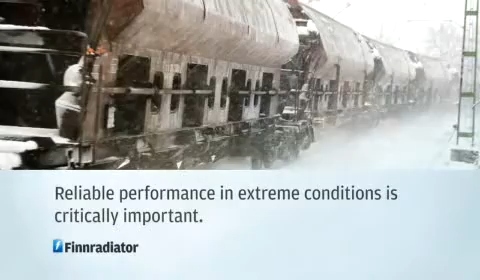 Reliable performance in extreme conditions is
critically important.
Finnradiator